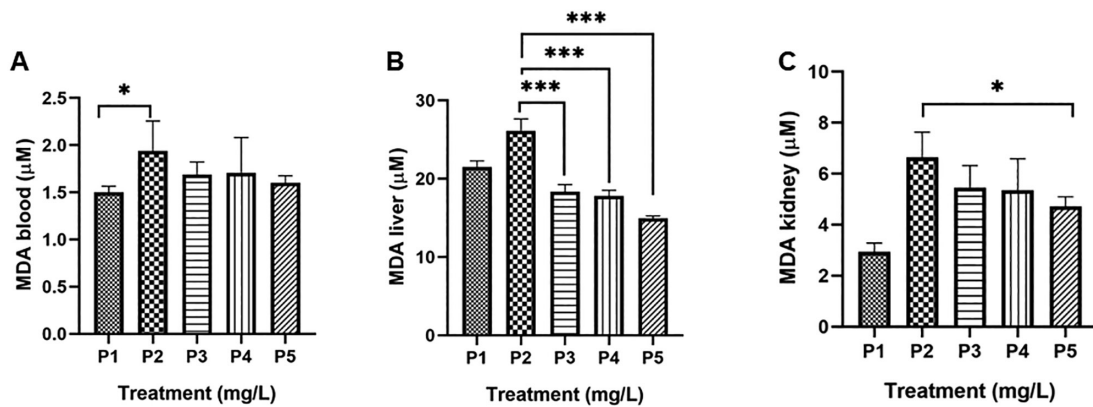 A
*
MDA blood (μM)
2.5
2.0
1.5
1.0
0.5
0.0
P1 P2 P3 P4 P5
Treatment (mg/L)
B
***
***
***
MDA liver (μM)
30
20
10
0
P1 P2 P3 P4 P5
Treatment (mg/L)
C
*
MDA kidney (μM)
10
8
6
4
2
0
P1 P2 P3 P4 P5
Treatment (mg/L)